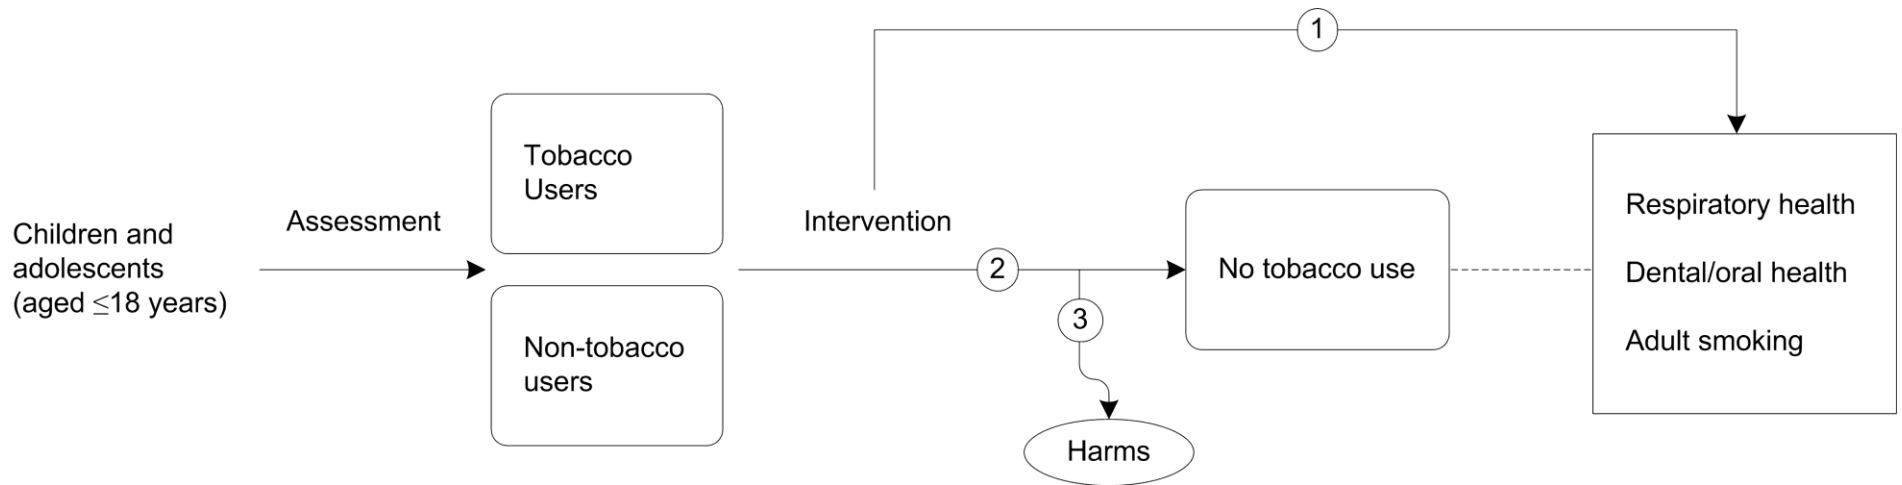 Children and
adolescents
(aged ≤18 years)
Assessment
Tobacco
Users
Non-tobacco
users
Intervention
1
2
3
Harms
No tobacco use
Respiratory health
Dental/oral health
Adult smoking